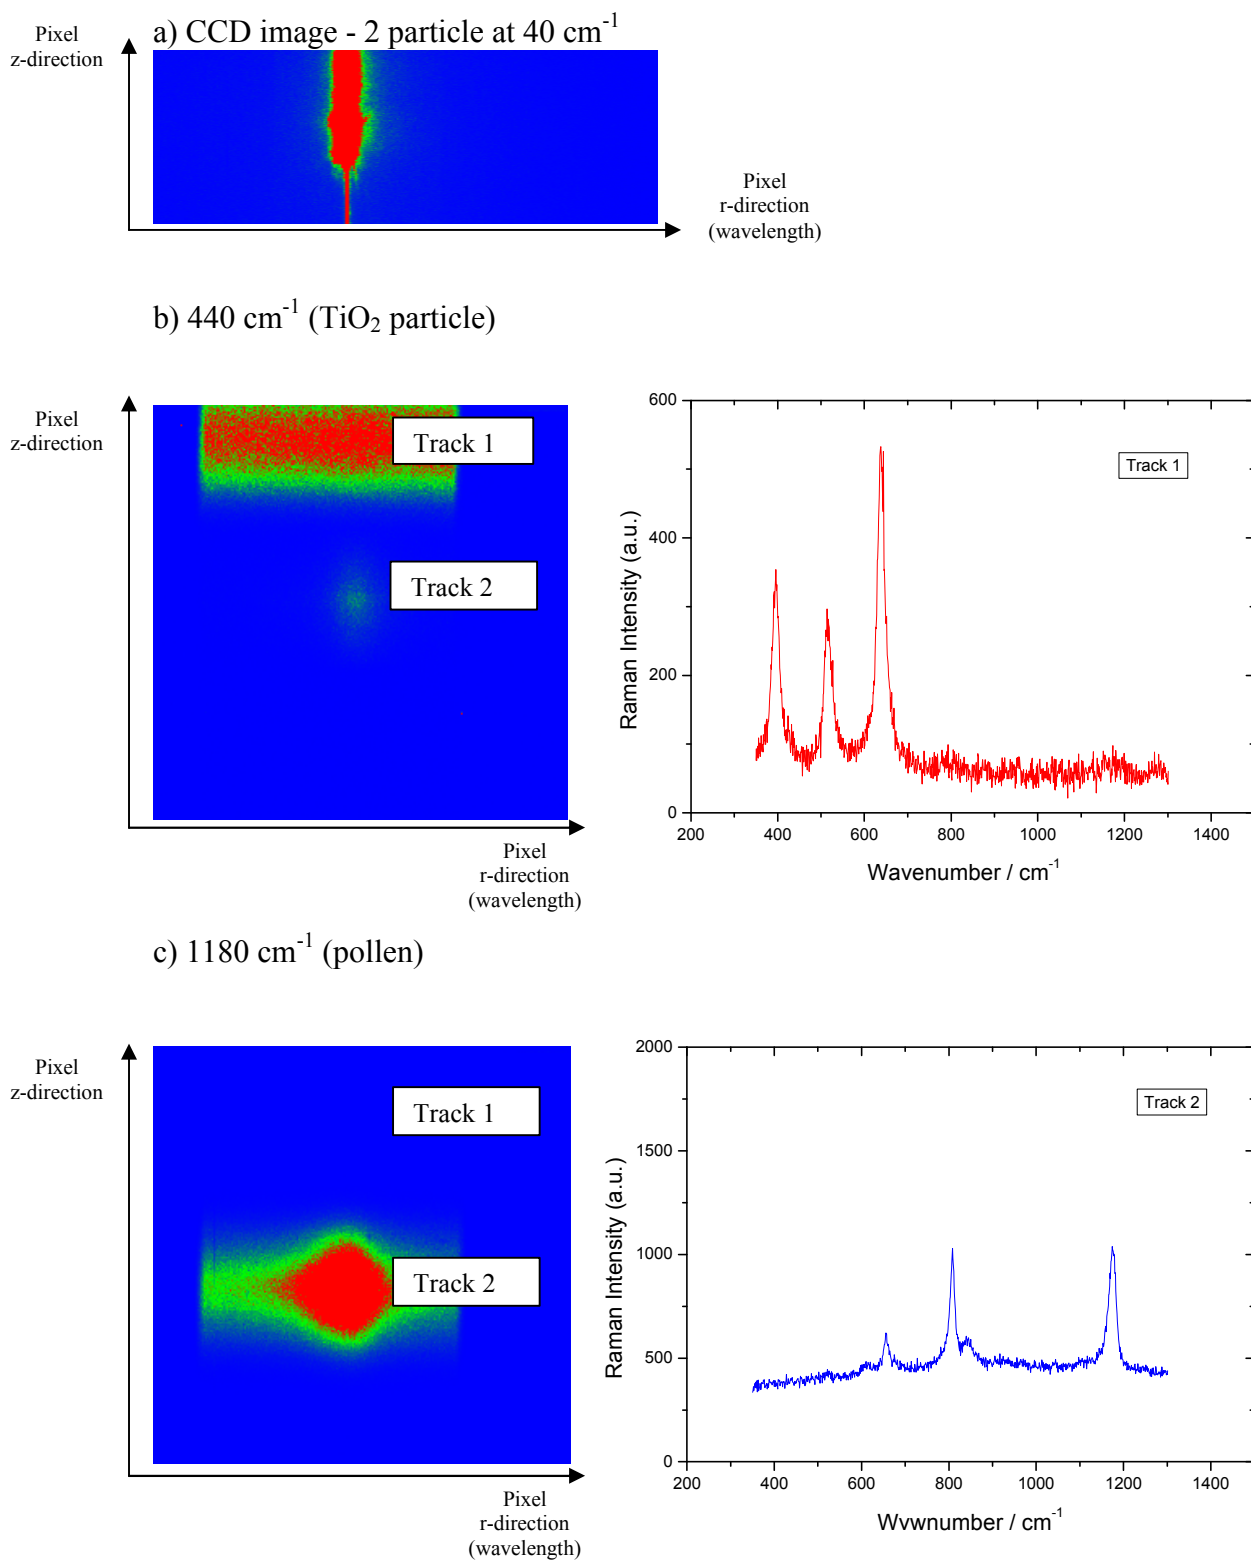 a) CCD image - 2 particle at 40 cm-1
Pixel
z-direction
Pixel
r-direction
(wavelength)
b) 440 cm-1 (TiO2 particle)
Pixel
z-direction
Track 1
Track 2
Pixel
r-direction
(wavelength)
600
400
200
0
200 400 600 800 1000 1200 1400
Raman Intensity (a.u.)
Wavenumber / cm-1
Track 1
c) 1180 cm-1 (pollen)
Pixel
z-direction
Track 1
Track 2
Pixel
r-direction
(wavelength)
2000
1500
1000
500
0
200 400 600 800 1000 1200 1400
Raman Intensity (a.u.)
Wvwnumber / cm-1
Track 2